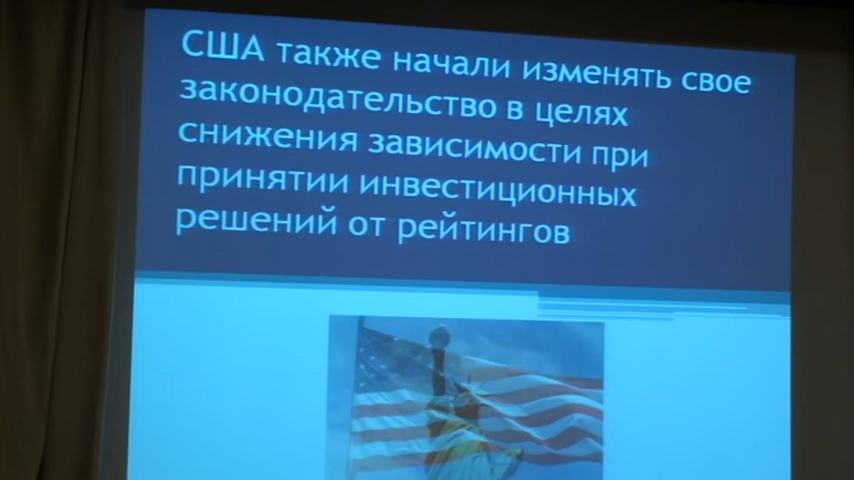 США также начали изменять свое
законодательство в целях
снижения зависимости при
принятии инвестиционных
решений от рейтингов